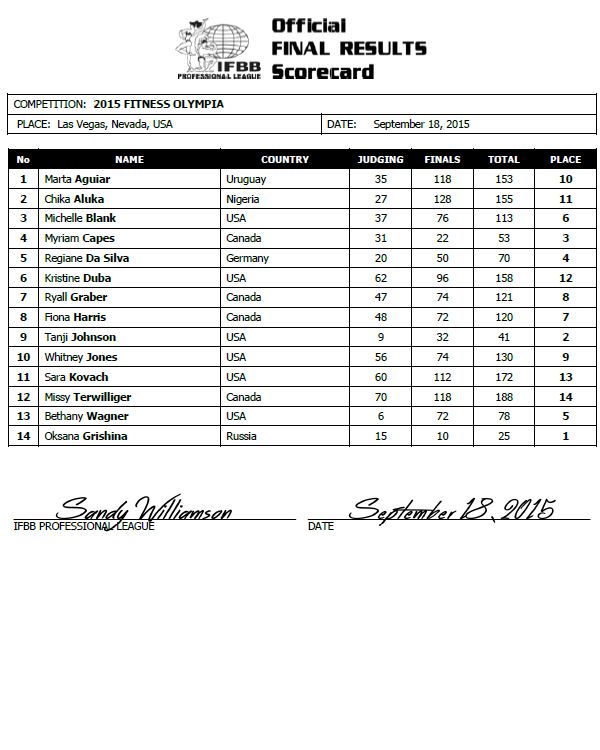 Official
FINAL RESULTS
Scorecard
IFBB
PROFESSIONAL LEAGUE
COMPETITION: 2015 FITNESS OLYMPIA
PLACE: Las Vegas, Nevada, USA DATE: September 18, 2015
No NAME COUNTRY JUDGING FINALS TOTAL PLACE
1 Marta Aguiar Uruguay 35 118 153 10
2 Chika Aluka Nigeria 27 128 155 11
3 Michelle Blank USA 37 76 113 6
4 Myriam Capes Canada 31 22 53 3
5 Regiane Da Silva Germany 20 50 70 4
6 Kristine Duba USA 62 96 158 12
7 Ryall Graber Canada 47 74 121 8
8 Fiona Harris Canada 48 72 120 7
9 Tanji Johnson USA 9 32 41 2
10 Whitney Jones USA 56 74 130 9
11 Sara Kovach USA 60 112 172 13
12 Missy Terwilliger Canada 70 118 188 14
13 Bethany Wagner USA 6 72 78 5
14 Oksana Grishina Russia 15 10 25 1
Sandy Williamson September 18, 2015
IFBB PROFESSIONAL LEAGUE DATE